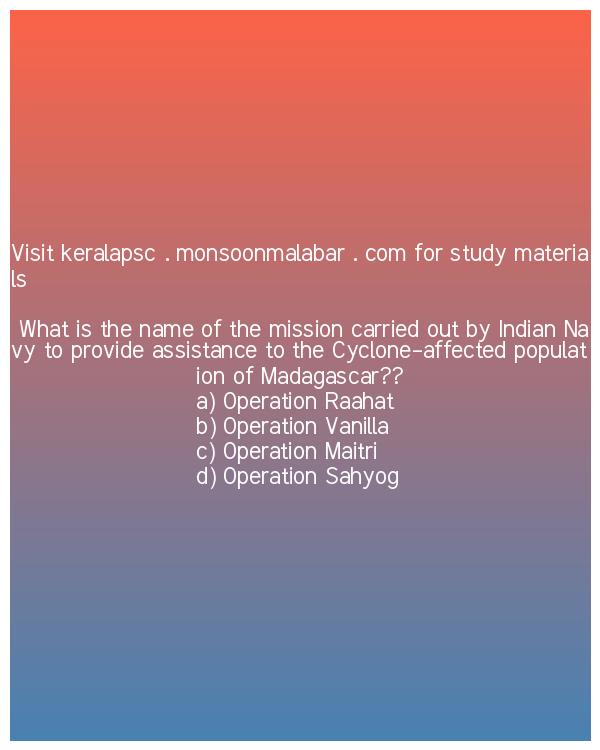 Visit keralapsc . monsoonmalabar . com for study materia
ls
What is the name of the mission carried out by Indian Na
vy to provide assistance to the Cyclone-affected populat
ion of Madagascar??
a) Operation Raahat
b) Operation Vanilla
c) Operation Maitri
d) Operation Sahyog